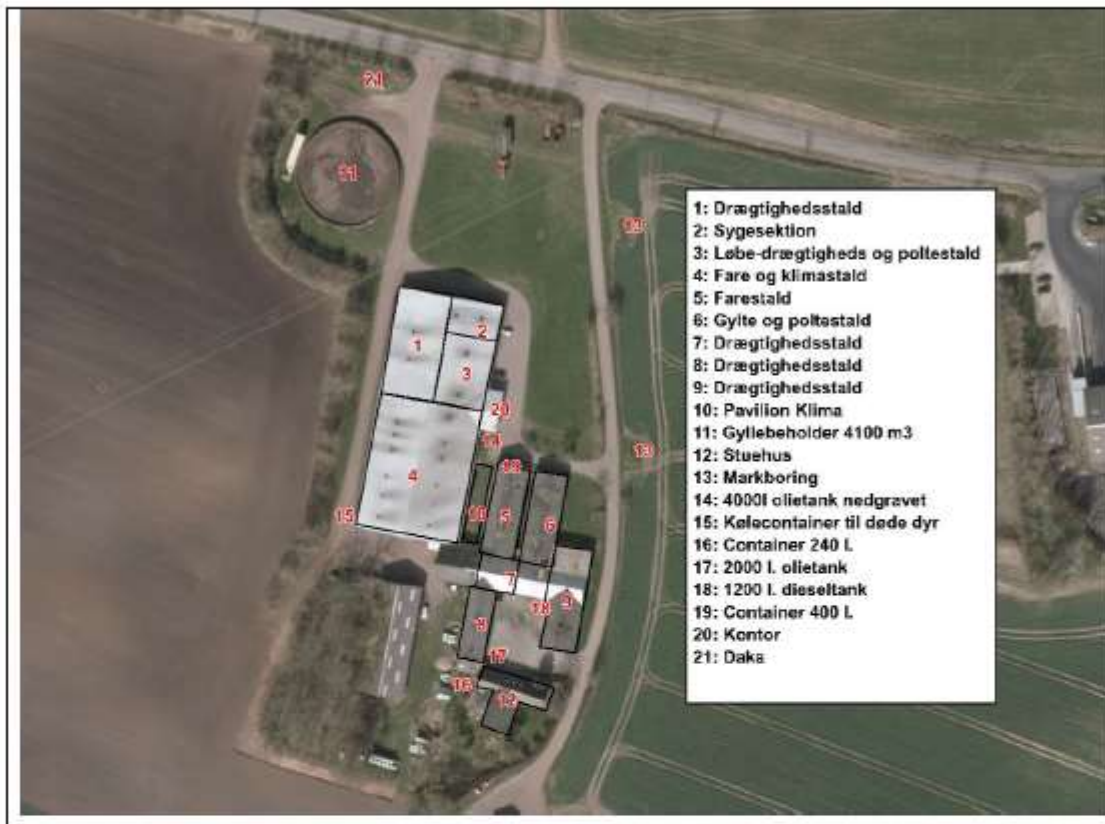 21
11
13
1: Drægtighedsstald
2: Sygesektion
3: Løbe-drægtigheds og poltestald
4: Fare og klimastald
5: Farestald
6: Gylte og poltestald
7: Drægtighedsstald
8: Drægtighedsstald
9: Drægtighedsstald
10: Pavilion Klima
11: Gyllebeholder 4100 m3
12: Stuehus
13: Markboring
14: 4000l olietank nedgravet
15: Kølecontainer til døde dyr
16: Container 240 l.
17: 2000 l. olietank
18: 1200 l. dieseltank
19: Container 400 l.
20: Kontor
21: Daka
2
1
3
20
14
13
19
4
10
5
6
15
7
18
9
8
17
16
12